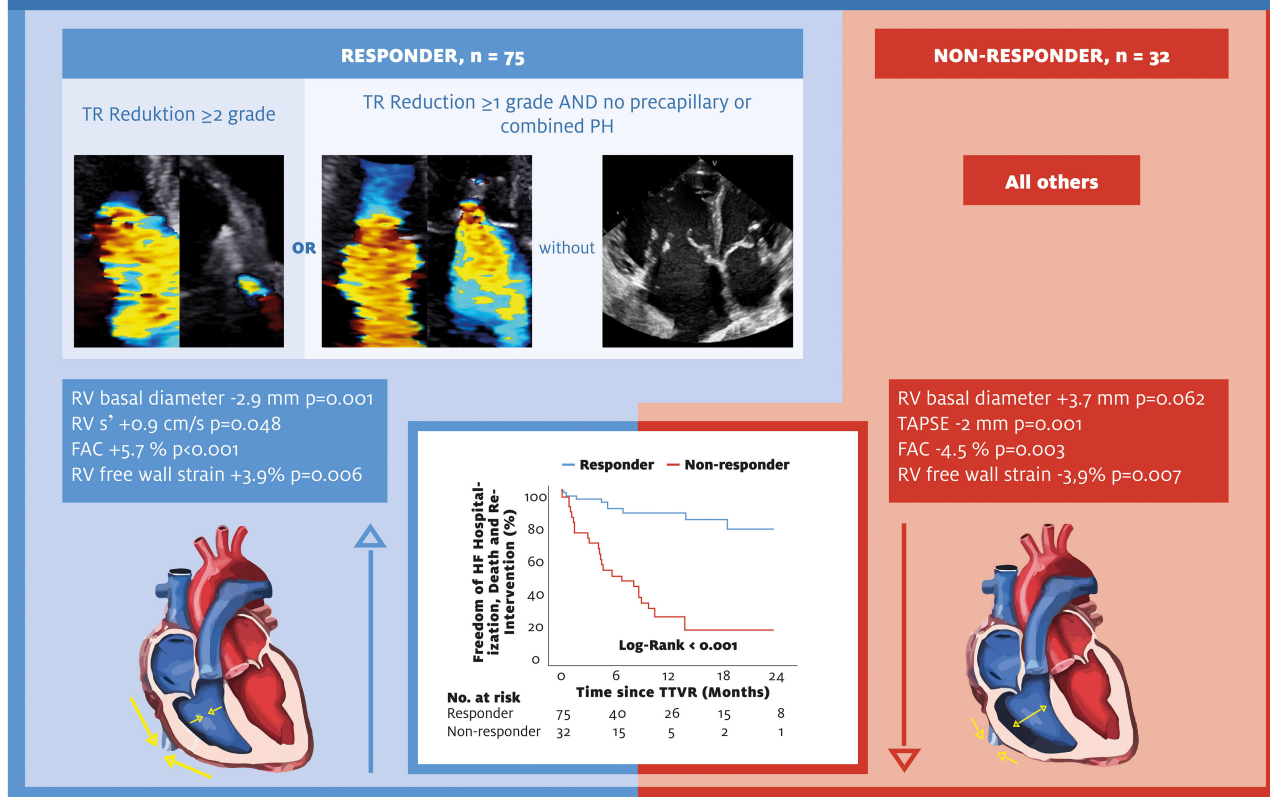 RESPONDER, n = 75
NON-RESPONDER, n = 32
TR Reduktion ≥2 grade
TR Reduction ≥1 grade AND no precapillary or
combined PH
All others
OR
without
V
RV basal diameter -2.9 mm p=0.001
RV s’ +0.9 cm/s p=0.048
FAC +5.7 % p<0.001
RV free wall strain +3.9% p=0.006
RV basal diameter +3.7 mm p=0.062
TAPSE -2 mm p=0.001
FAC -4.5 % p=0.003
RV free wall strain -3,9% p=0.007
Responder
Non-responder
Freedom of HF Hospital-
ization, Death and Re-
Intervention (%)
100
80
60
40
20
0
Log-Rank < 0.001
0 6 12 18 24
Time since TTVR (Months)
No. at risk
Responder 75 40 26 15 8
Non-responder 32 15 5 2 1